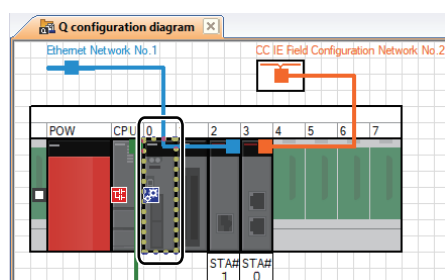 Q configuration diagram
Ethernet Network No.1
CC IE Field Configuration Network No.2
POW CPU 0 2 3 4 5 6 7
STA# STA#
1 0